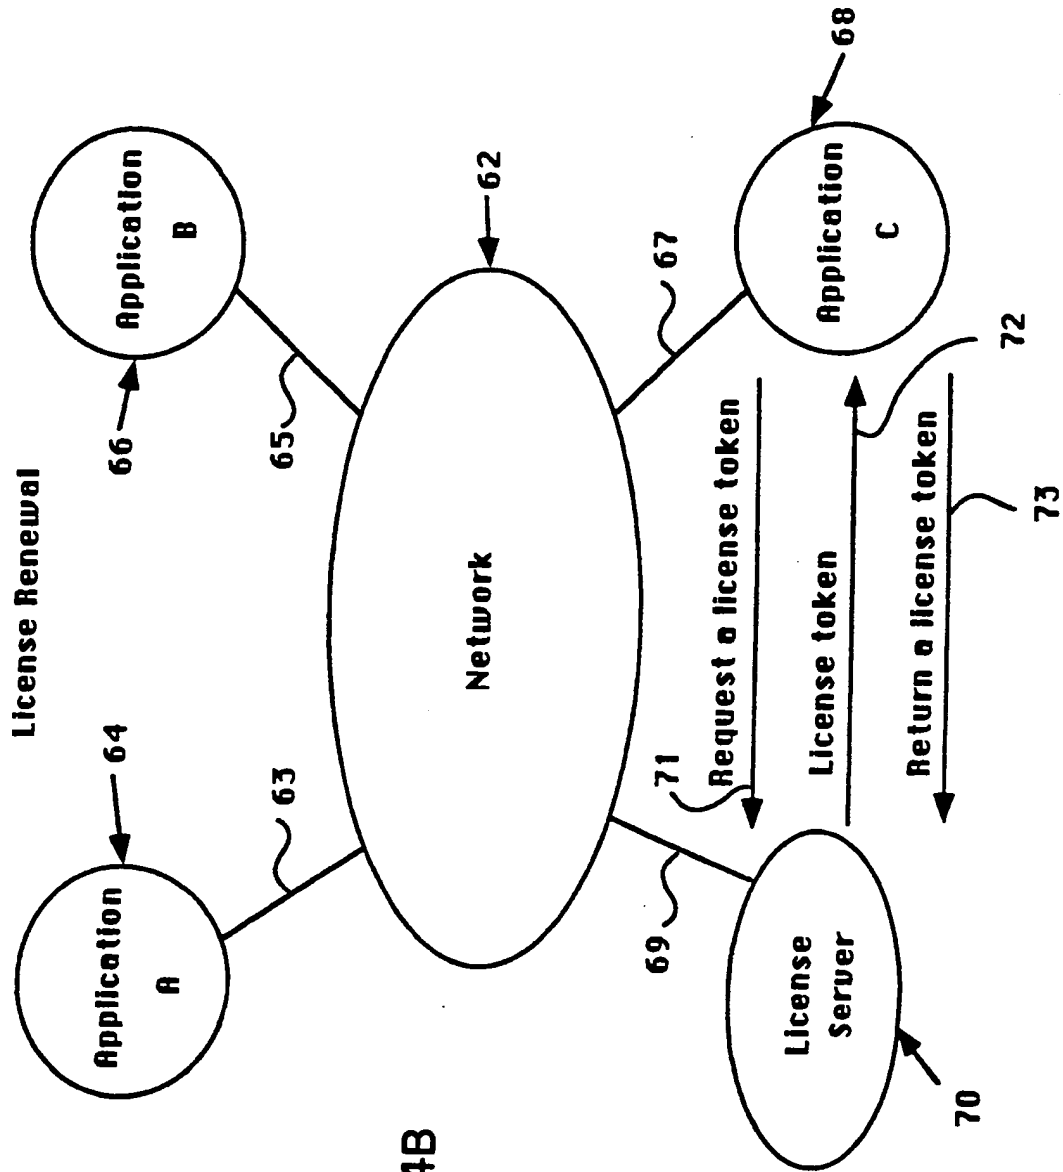 License Renewal
Application
A
64
63
Application
B
66
65
Network
62
67
69
License
Server
70
71
Request a license token
License token
72
Return a license token
73
Application
C
68
4B